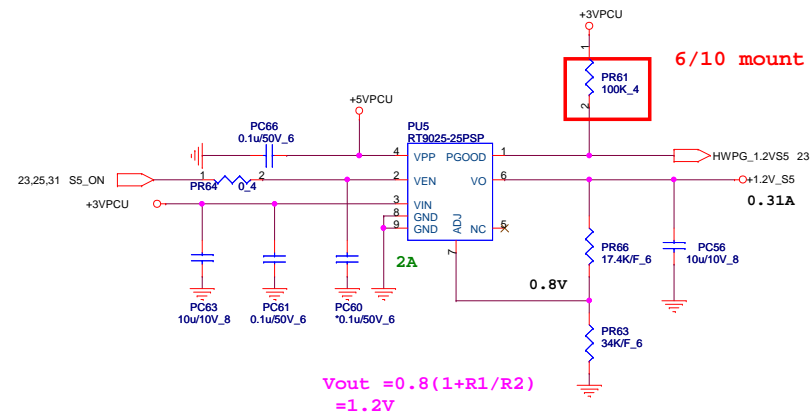 +3VPCU
6/10 mount
1
PR61
100K_4
2
+5VPCU
PC66
0.1u/50V_6
PU5
RT9025-25PSP
4
VPP
PGOOD
1
HWPG_1.2VS5 23
23,25,31 S5_ON
1
2
PR64
0_4
2
VEN
VO
6
+1.2V_S5
0.31A
+3VPCU
3
VIN
8
GND
9
GND
ADJ
NC
5
7
2A
PR66
17.4K/F_6
PC56
10u/10V_8
0.8V
PC63
10u/10V_8
PC61
0.1u/50V_6
PC60
*0.1u/50V_6
PR63
34K/F_6
Vout =0.8(1+R1/R2)
=1.2V